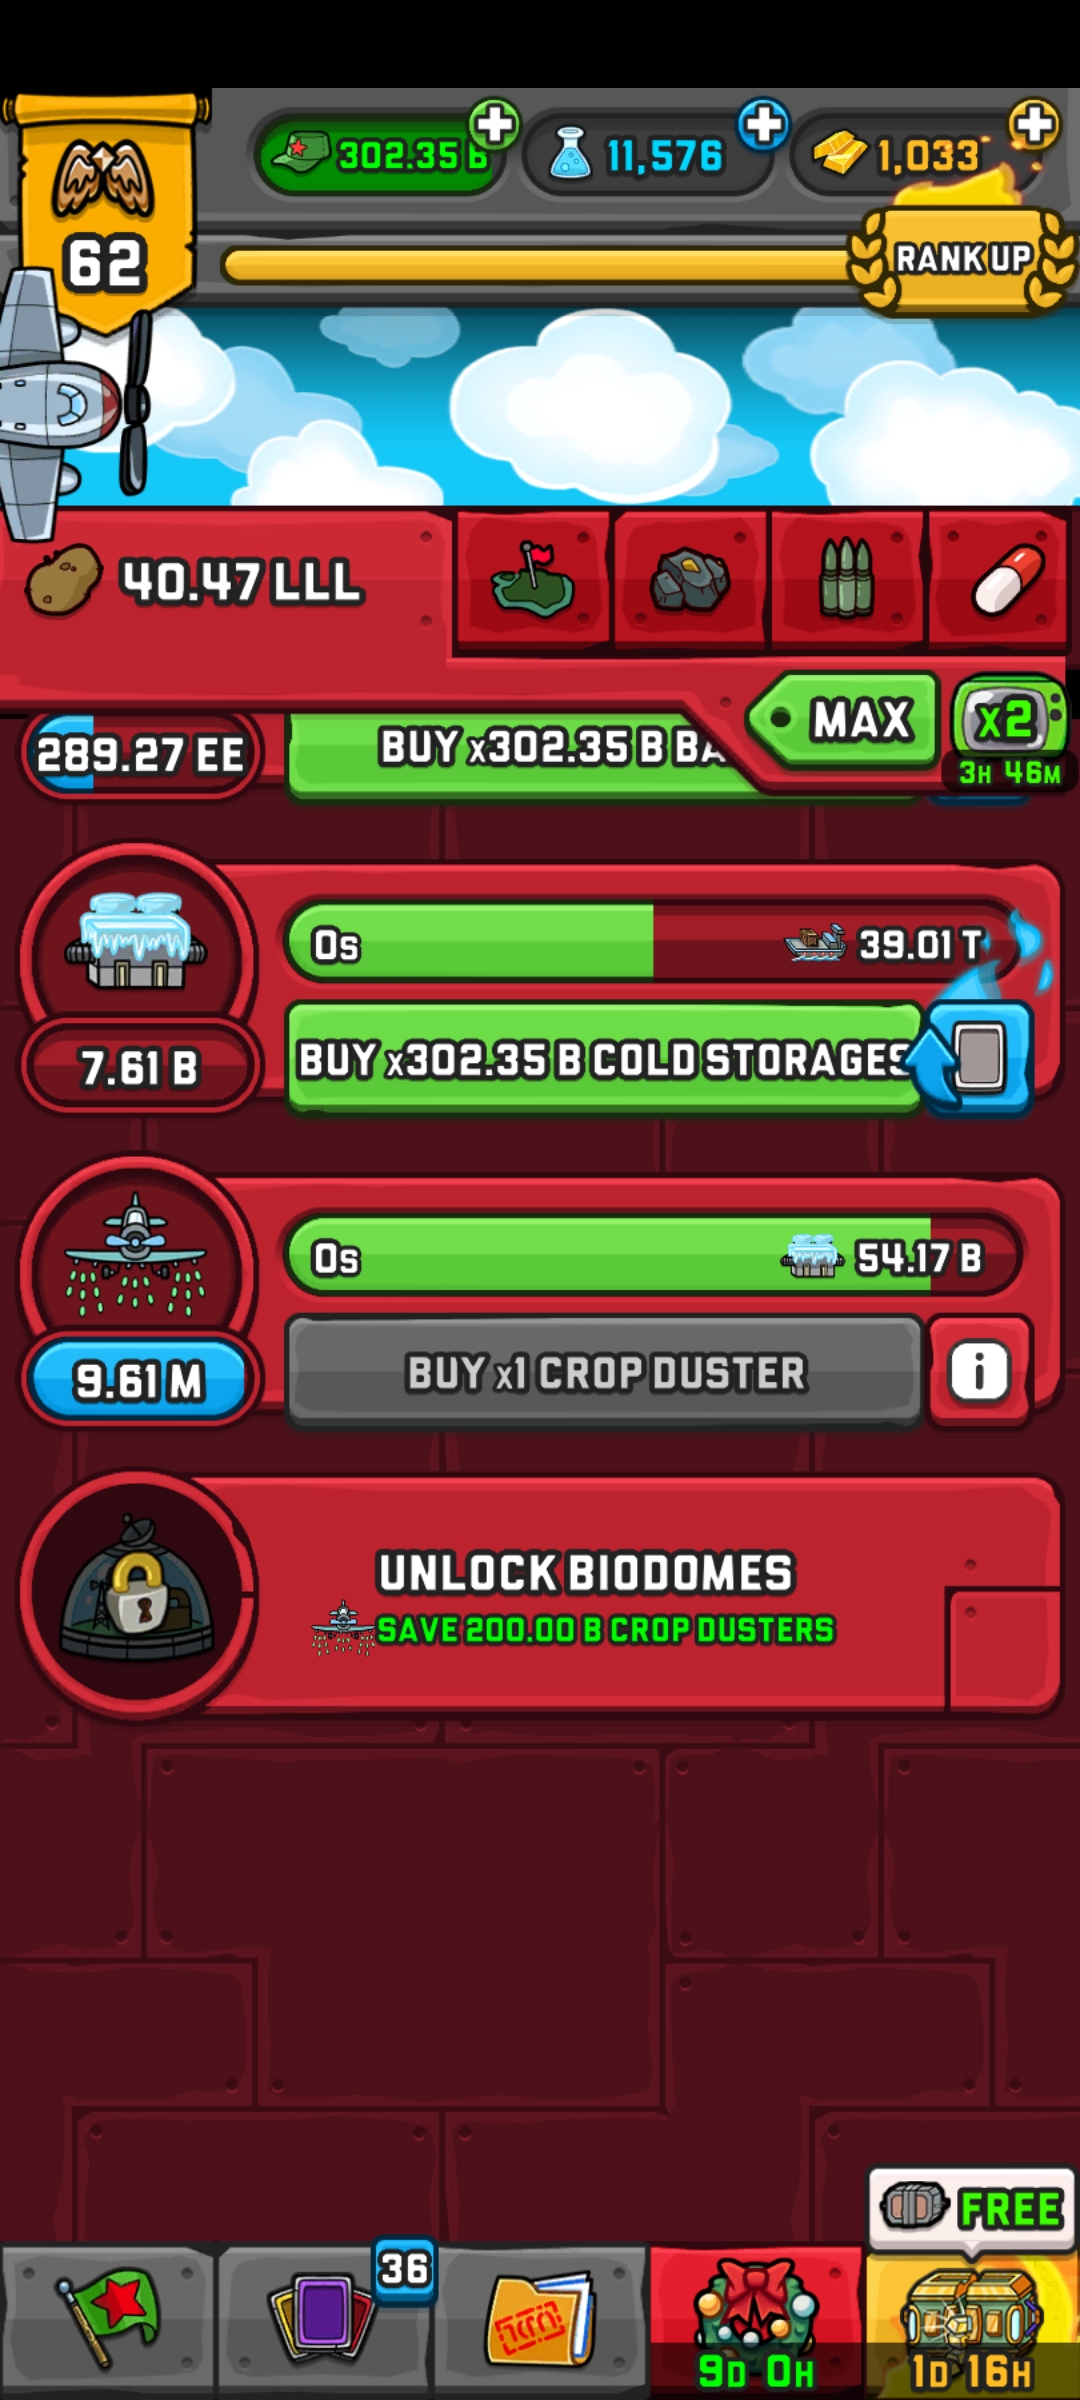 302.35 B
11,576
1,033
62
RANK UP
40.47 LLL
MAX
x2
3H 46M
289.27 EE
BUY x302.35 B BA
0s
39.01 T
7.61 B
BUY x302.35 B COLD STORAGES
0s
54.17 B
9.61 M
BUY x1 CROP DUSTER
i
UNLOCK BIODOMES
SAVE 200.00 B CROP DUSTERS
FREE
36
9D 0H
1D 16H